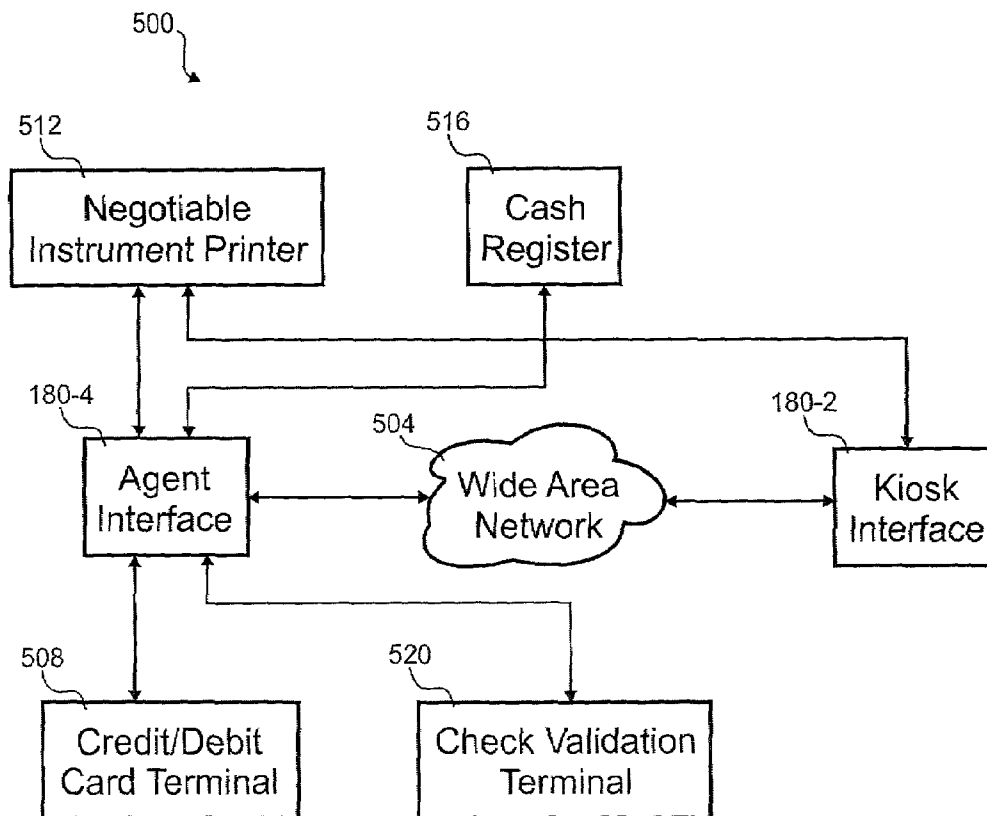 500
512
516
Negotiable
Instrument Printer
Cash
Register
180-4
504
180-2
Agent
Interface
Wide Area
Network
Kiosk
Interface
508
520
Credit/Debit
Card Terminal
Check Validation
Terminal